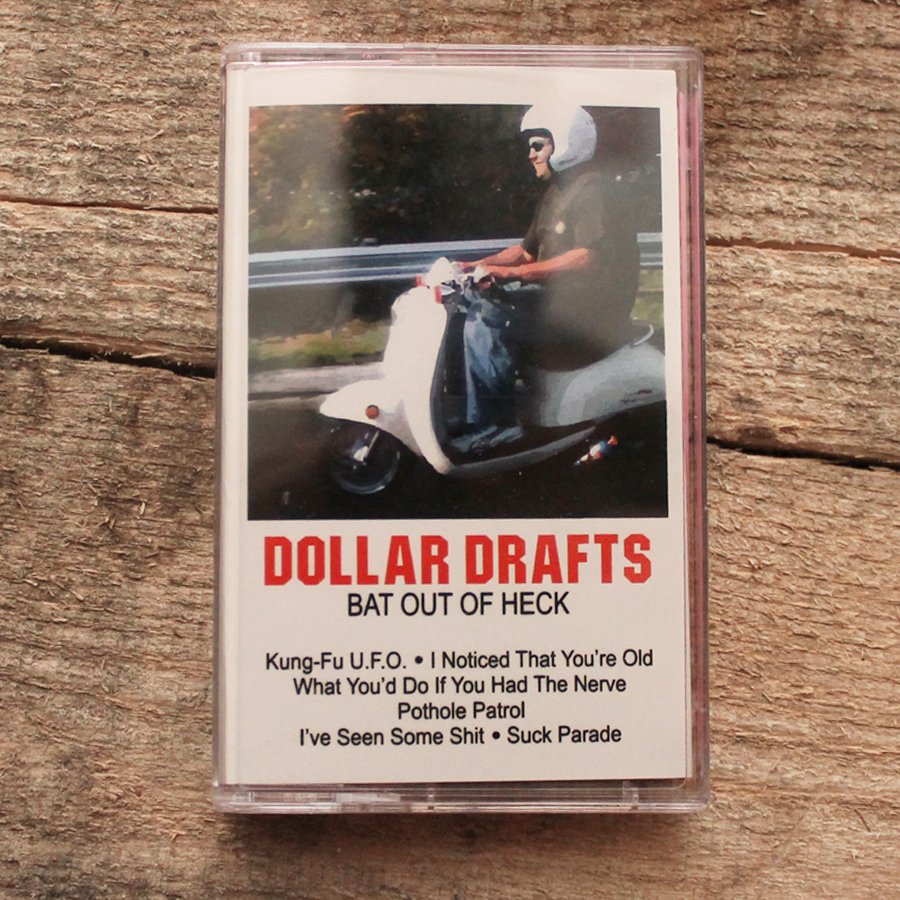 DOLLAR DRAFTS
BAT OUT OF HECK
Kung-Fu U.F.O. • I Noticed That You're Old
What You'd Do If You Had The Nerve
Pothole Patrol
I've Seen Some Shit • Suck Parade